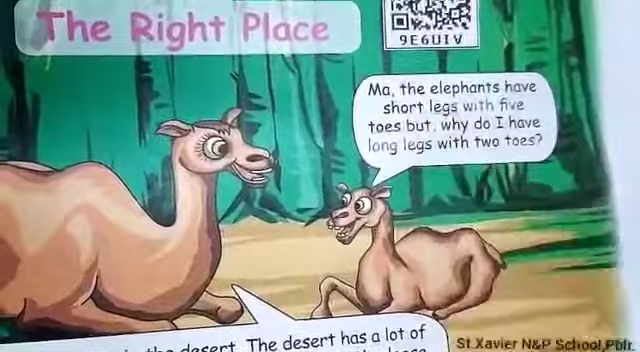 The Right Place
9E6UIV
Ma, the elephants have
short legs with five
toes but, why do I have
long legs with two toes?
the desert. The desert has a lot of
St.Xavier N&P School,Pblr.